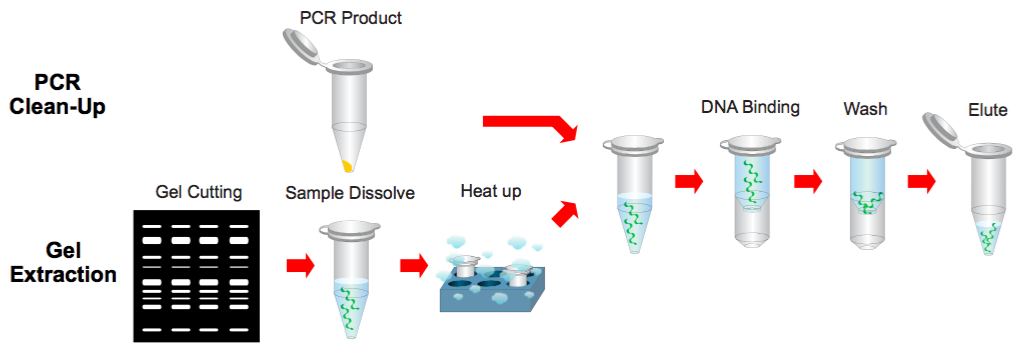 PCR Product
PCR
Clean-Up
DNA Binding
Wash
Elute
Gel Cutting
Sample Dissolve
Heat up
Gel
Extraction